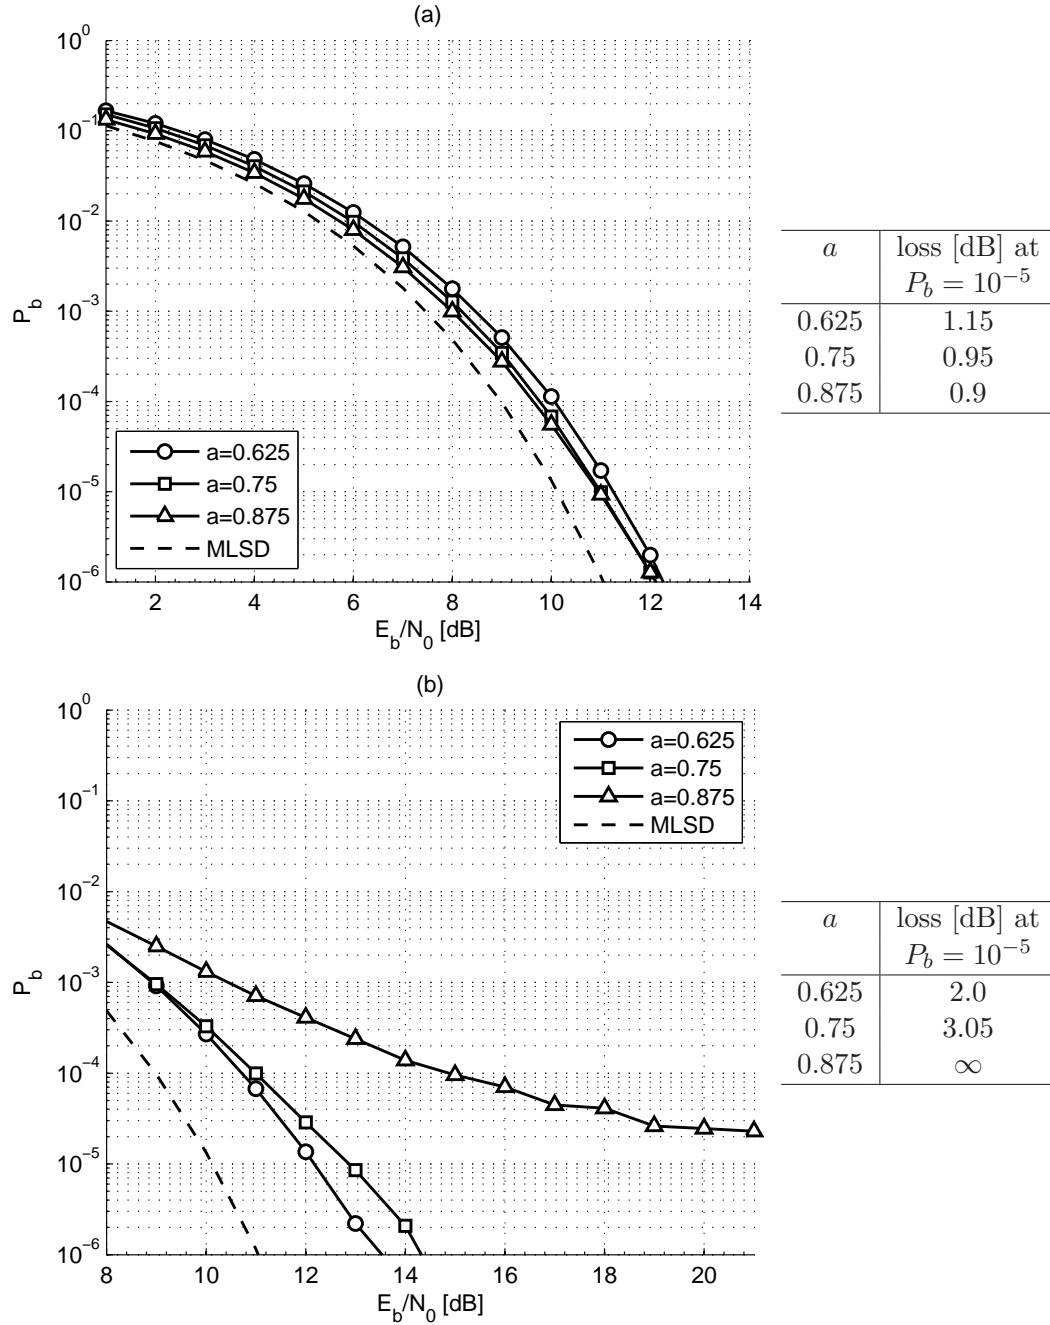 (a)
10^0
10^−1
10^−2
10^−3
10^−4
10^−5
10^−6
P_b
a=0.625
a=0.75
a=0.875
MLSD
2 4 6 8 10 12 14
E_b/N_0 [dB]
a loss [dB] at
P_b = 10^−5
0.625 1.15
0.75 0.95
0.875 0.9
(b)
10^0
10^−1
10^−2
10^−3
10^−4
10^−5
10^−6
P_b
a=0.625
a=0.75
a=0.875
MLSD
8 10 12 14 16 18 20
E_b/N_0 [dB]
a loss [dB] at
P_b = 10^−5
0.625 2.0
0.75 3.05
0.875 ∞